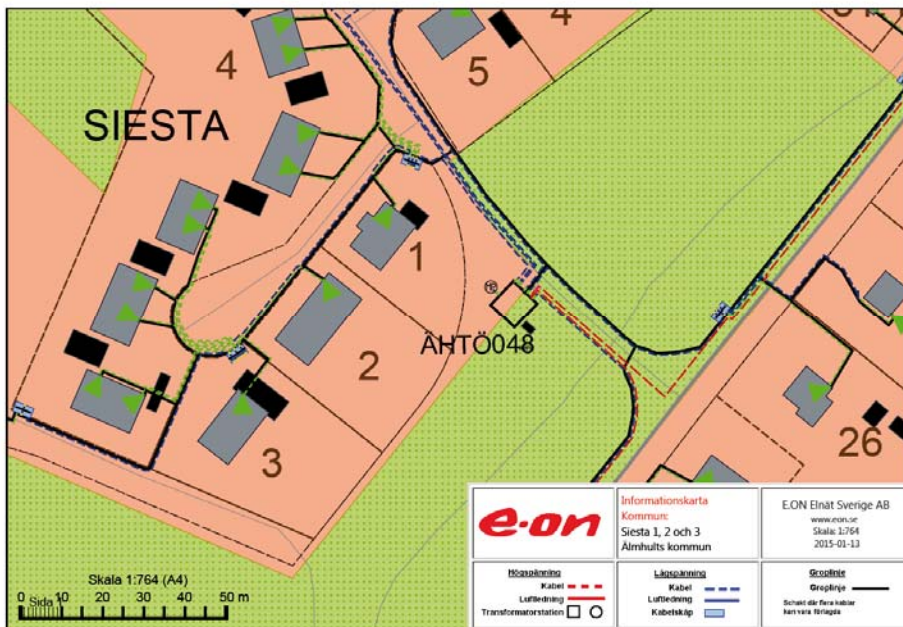 4
4
5
SIESTA
1
ÄHTÖ048
2
3
26
e·on
Informationskarta
Kommun:
Siesta 1, 2 och 3
Älmhults kommun
E.ON Elnät Sverige AB
www.eon.se
Skala: 1:764
2015-01-13
Högspänning
Kabel
Luftledning
Transformatorstation
Lågspänning
Kabel
Luftledning
Kabelskåp
Groplinje
Groplinje
Schakt där flera kablar
kan vara förlagda
Skala 1:764 (A4)
0 10 20 30 40 50 m
Sida